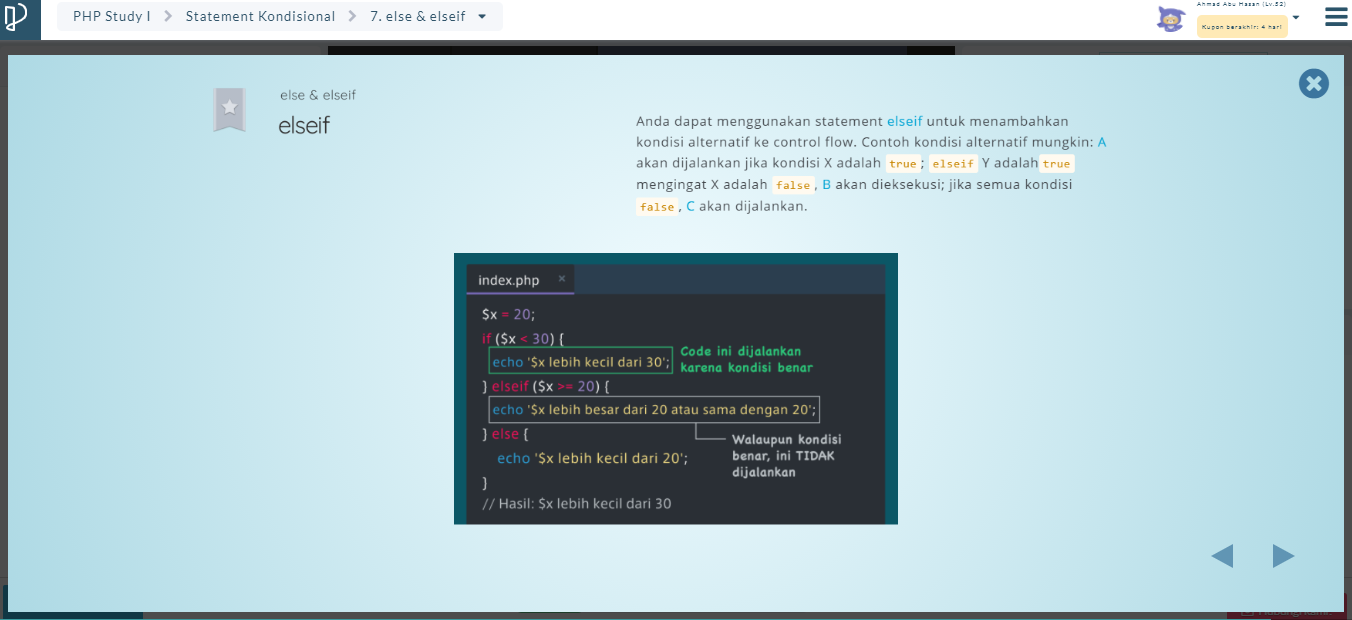 PHP Study I
Statement Kondisional
7. else & elseif
Ahmad Abu Hasan (Lv.52)
Kupon berakhir: 4 hari
else & elseif
elseif
Anda dapat menggunakan statement elseif untuk menambahkan
kondisi alternatif ke control flow. Contoh kondisi alternatif mungkin: A
akan dijalankan jika kondisi X adalah true; elseif Y adalah true
mengingat X adalah false, B akan dieksekusi; jika semua kondisi
false, C akan dijalankan.
index.php ×
$x = 20;
if ($x < 30) {
echo '$x lebih kecil dari 30';
Code ini dijalankan
karena kondisi benar
} elseif ($x >= 20) {
echo '$x lebih besar dari 20 atau sama dengan 20';
} else {
Walaupun kondisi
benar, ini TIDAK
dijalankan
echo '$x lebih kecil dari 20';
}
// Hasil: $x lebih kecil dari 30